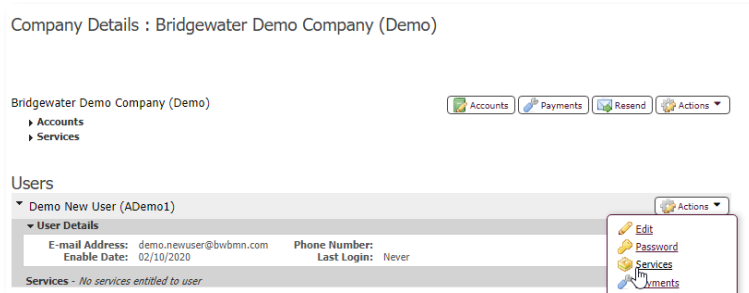 Company Details : Bridgewater Demo Company (Demo)
Bridgewater Demo Company (Demo)
Accounts Payments Resend Actions
Accounts
Services
Users
Demo New User (ADemo1) Actions
User Details
E-mail Address: demo.newuser@bwbmn.com Phone Number:
Enable Date: 02/10/2020 Last Login: Never
Services - No services entitled to user
Edit
Password
Services